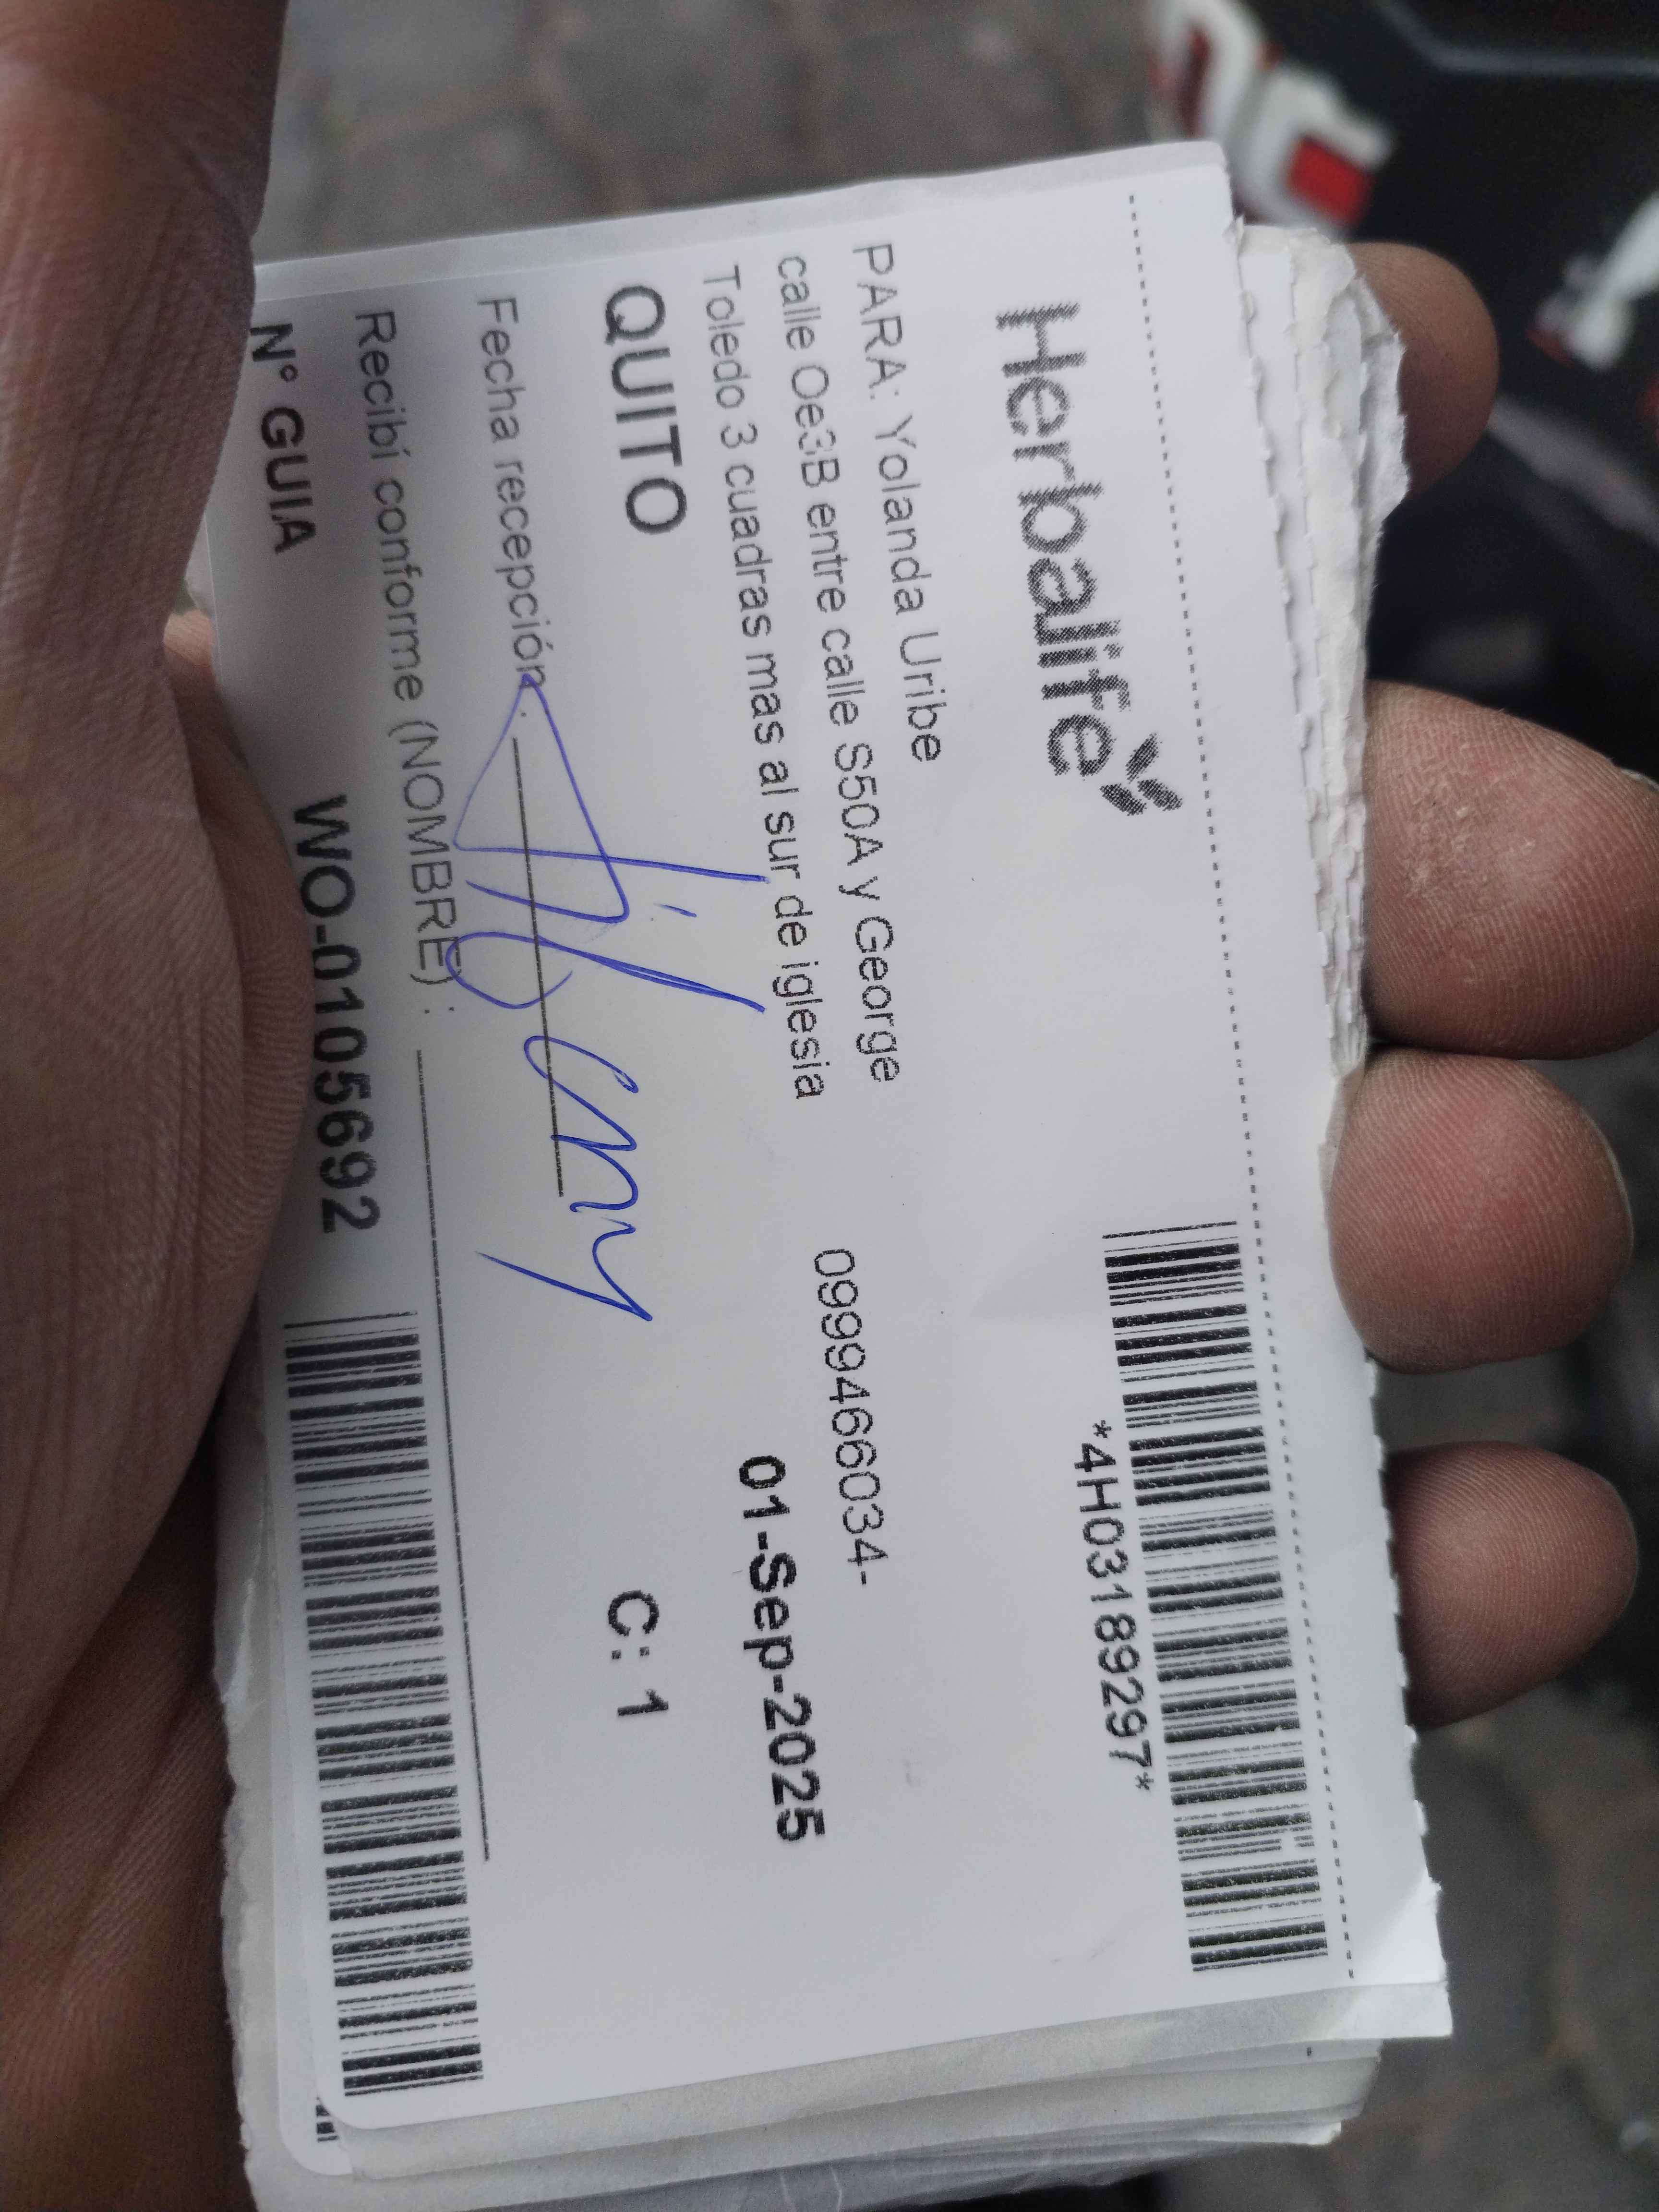 Herbalife
*4H03189297*
PARA: Yolanda Uribe
calle Oe3B entre calle S50A y George
Toledo 3 cuadras mas al sur de iglesia
0999466034-
01-Sep-2025
QUITO
C: 1
Fecha recepción:
Recibí conforme (NOMBRE) :
N° GUIA
WO-0105692